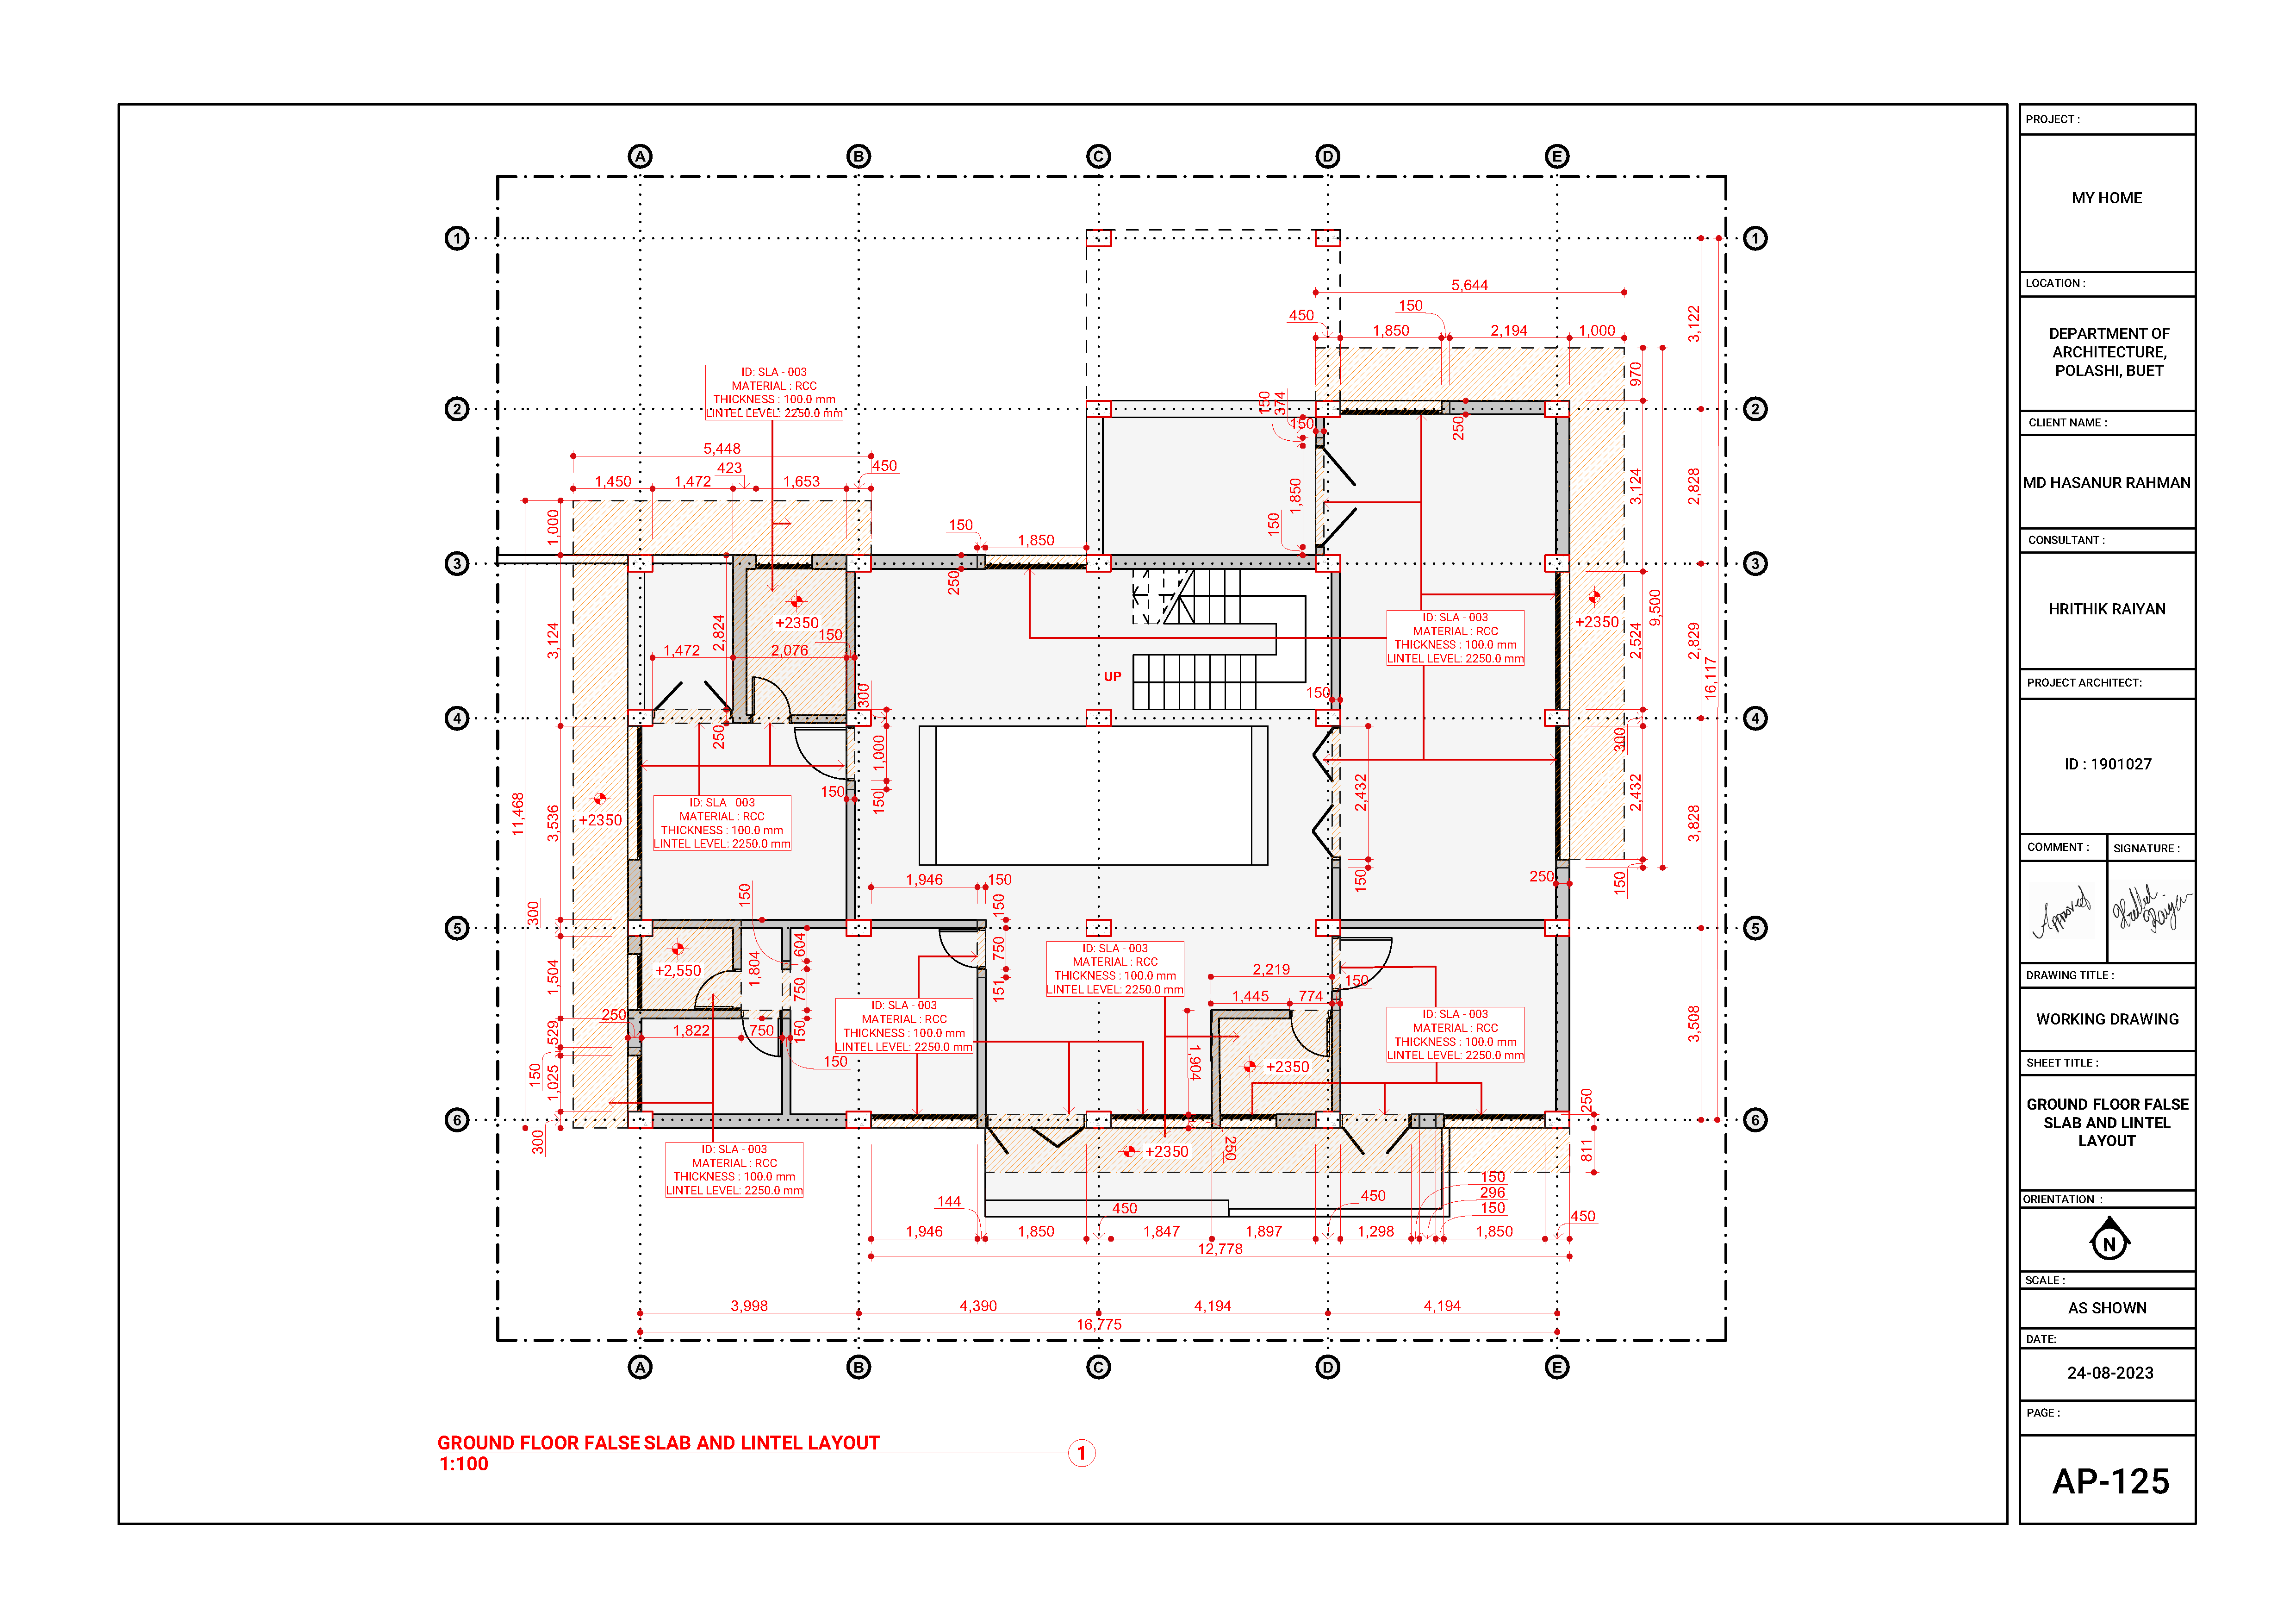 A B C D E
1 1
5,644
150
450
1,850 2,194 1,000
3,122
970
ID: SLA - 003
MATERIAL : RCC
THICKNESS : 100.0 mm
LINTEL LEVEL: 2250.0 mm
2 2
150
374
150
250
5,448
423
450
1,450 1,472 1,653
3,124
2,828
1,850
150
1,000
150
1,850
3 3
250
+2350
+2350
150
2,824
3,124
1,472 2,076
ID: SLA - 003
MATERIAL : RCC
THICKNESS : 100.0 mm
LINTEL LEVEL: 2250.0 mm
9,500
2,524
2,829
16,117
UP
300
150
4 4
250
1,000
300
150
150
2,432
2,432
3,828
11,468
3,536
+2350
ID: SLA - 003
MATERIAL : RCC
THICKNESS : 100.0 mm
LINTEL LEVEL: 2250.0 mm
1,946 150
150
150
150
250
150
300
5 5
604
750
ID: SLA - 003
MATERIAL : RCC
THICKNESS : 100.0 mm
LINTEL LEVEL: 2250.0 mm
+2,550
1,804
1,504
750
151
2,219
150
1,445 774
ID: SLA - 003
MATERIAL : RCC
THICKNESS : 100.0 mm
LINTEL LEVEL: 2250.0 mm
ID: SLA - 003
MATERIAL : RCC
THICKNESS : 100.0 mm
LINTEL LEVEL: 2250.0 mm
250
529
1,822 750 150
150
3,508
1,904
+2350
150
1,025
250
6 6
300
250
811
+2350
ID: SLA - 003
MATERIAL : RCC
THICKNESS : 100.0 mm
LINTEL LEVEL: 2250.0 mm
144
450
450
150
296
150
450
1,946 1,850 1,847 1,897 1,298 1,850
12,778
3,998 4,390 4,194 4,194
16,775
A B C D E
GROUND FLOOR FALSE SLAB AND LINTEL LAYOUT
1
1:100
PROJECT :
MY HOME
LOCATION :
DEPARTMENT OF
ARCHITECTURE,
POLASHI, BUET
CLIENT NAME :
MD HASANUR RAHMAN
CONSULTANT :
HRITHIK RAIYAN
PROJECT ARCHITECT:
ID : 1901027
COMMENT : SIGNATURE :
Approved
DRAWING TITLE :
WORKING DRAWING
SHEET TITLE :
GROUND FLOOR FALSE
SLAB AND LINTEL
LAYOUT
ORIENTATION :
N
SCALE :
AS SHOWN
DATE:
24-08-2023
PAGE :
AP-125